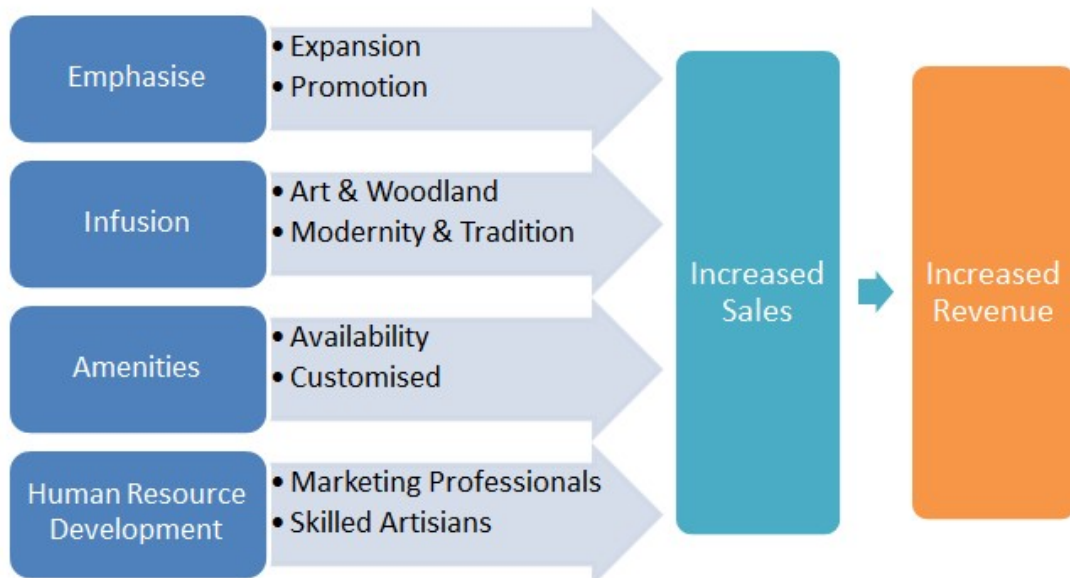 Emphasise
• Expansion
• Promotion
Infusion
• Art & Woodland
• Modernity & Tradition
Amenities
• Availability
• Customised
Human Resource
Development
• Marketing Professionals
• Skilled Artisians
Increased
Sales
Increased
Revenue